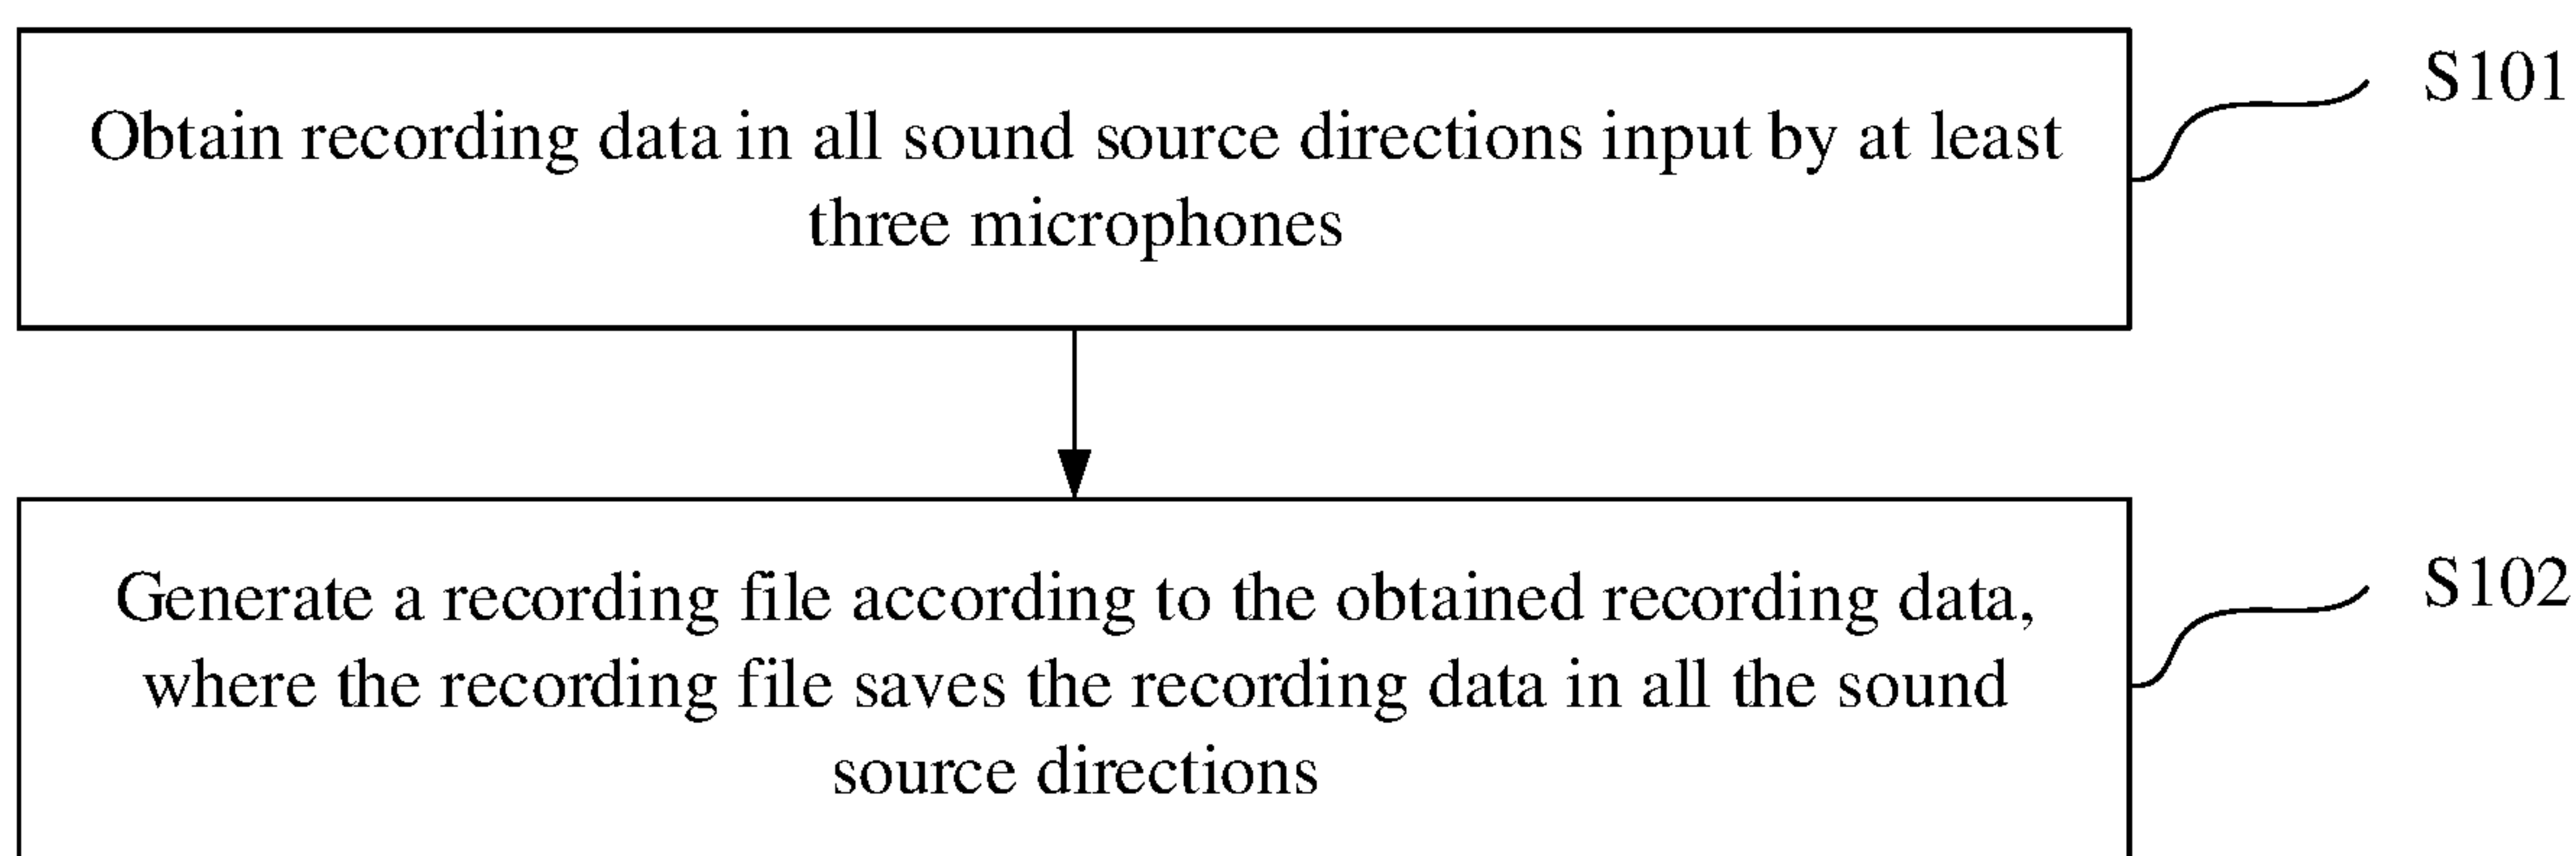 Obtain recording data in all sound source directions input by at least
three microphones
S101
Generate a recording file according to the obtained recording data,
where the recording file saves the recording data in all the sound
source directions
S102